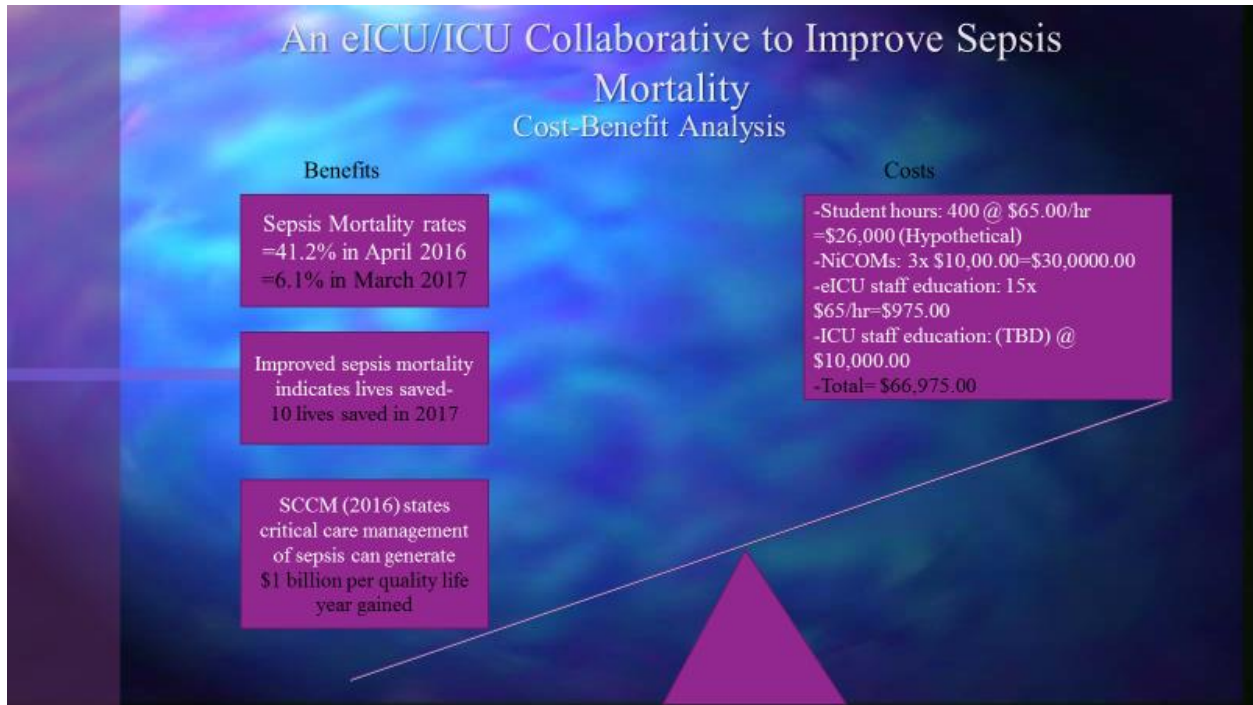 An eICU/ICU Collaborative to Improve Sepsis
Mortality
Cost-Benefit Analysis
Benefits
Sepsis Mortality rates
=41.2% in April 2016
=6.1% in March 2017
Improved sepsis mortality
indicates lives saved-
10 lives saved in 2017
SCCM (2016) states
critical care management
of sepsis can generate
$1 billion per quality life
year gained
Costs
-Student hours: 400 @ $65.00/hr
=$26,000 (Hypothetical)
-NiCOMs: 3x $10,00.00=$30,0000.00
-eICU staff education: 15x
$65/hr=$975.00
-ICU staff education: (TBD) @
$10,000.00
-Total= $66,975.00